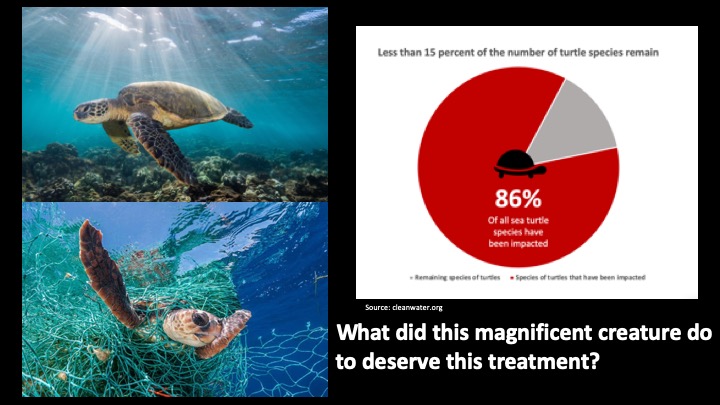 Less than 15 percent of the number of turtle species remain
86%
Of all sea turtle
species have
been impacted
Remaining species of turtles
Species of turtles that have been impacted
Source: cleanwater.org
What did this magnificent creature do
to deserve this treatment?